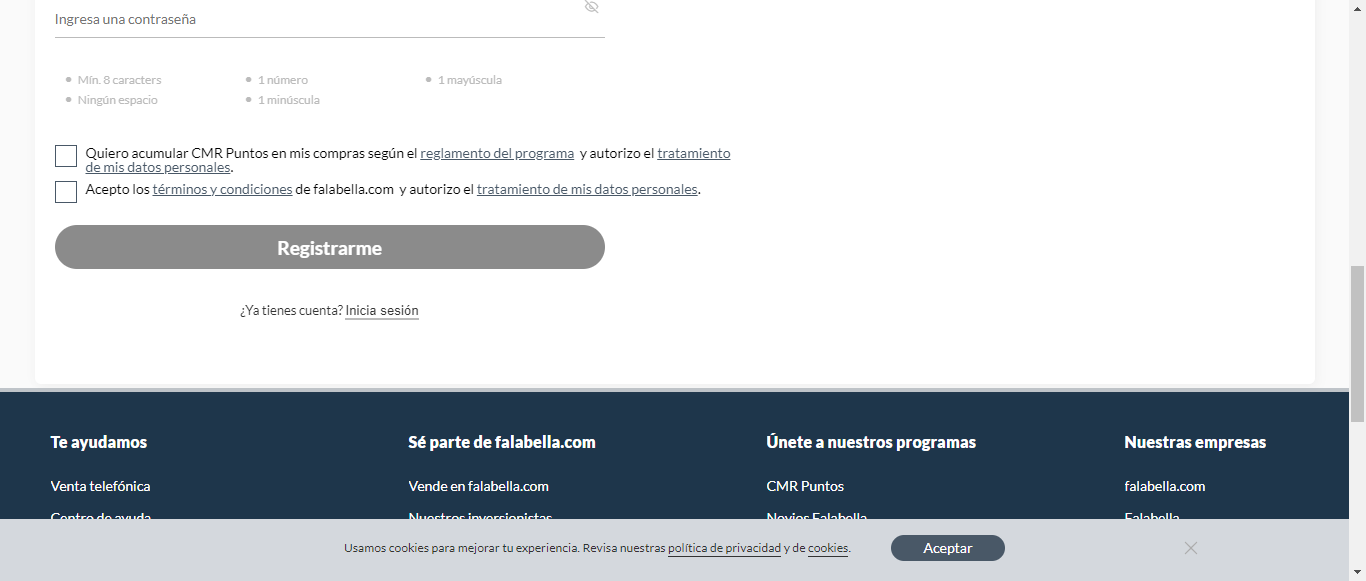 Ingresa una contraseña
Mín. 8 caracters
1 número
1 mayúscula
Ningún espacio
1 minúscula
Quiero acumular CMR Puntos en mis compras según el reglamento del programa y autorizo el tratamiento
de mis datos personales.
Acepto los términos y condiciones de falabella.com y autorizo el tratamiento de mis datos personales.
Registrarme
¿Ya tienes cuenta? Inicia sesión
Te ayudamos
Sé parte de falabella.com
Únete a nuestros programas
Nuestras empresas
Venta telefónica
Vende en falabella.com
CMR Puntos
falabella.com
Centro de ayuda
Nuestros inversionistas
Novios Falabella
Falabella
Usamos cookies para mejorar tu experiencia. Revisa nuestras política de privacidad y de cookies.
Aceptar